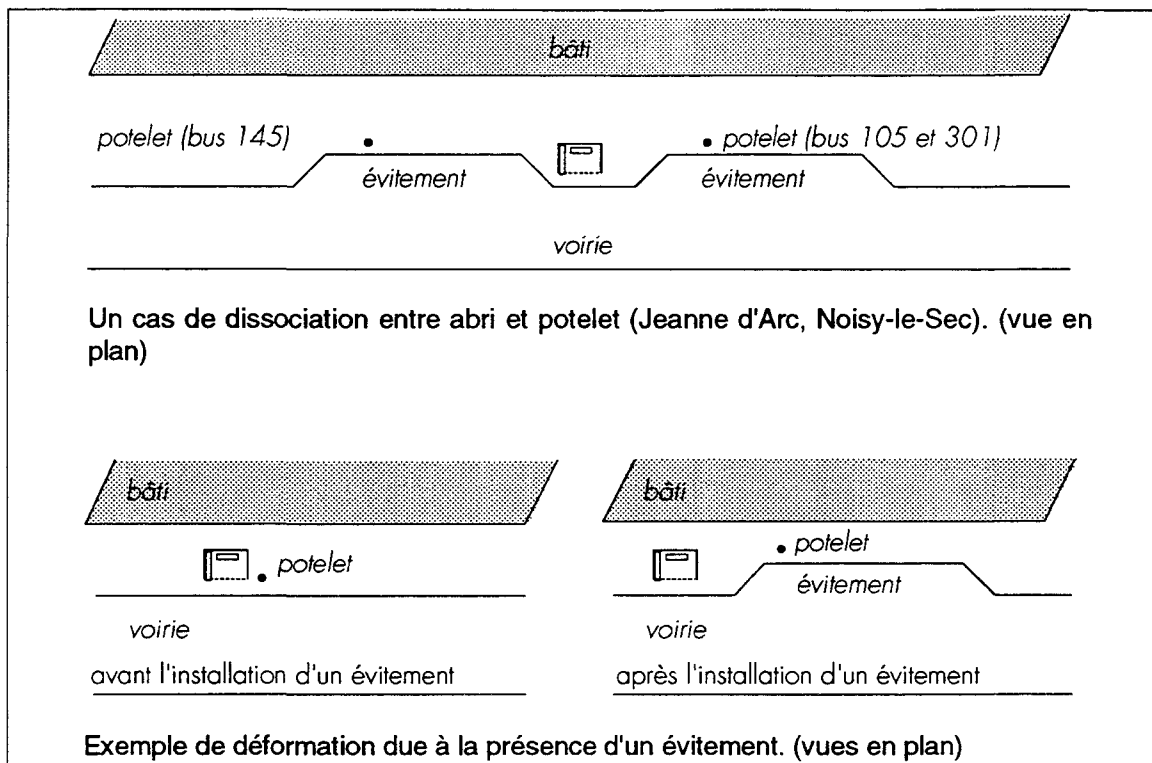 bâti
potelet (bus 145)
potelet (bus 105 et 301)
évitement
évitement
voirie
Un cas de dissociation entre abri et potelet (Jeanne d'Arc, Noisy-le-Sec). (vue en
plan)
bâti
potelet
voirie
avant l'installation d'un évitement
bâti
potelet
évitement
voirie
après l'installation d'un évitement
Exemple de déformation due à la présence d'un évitement. (vues en plan)